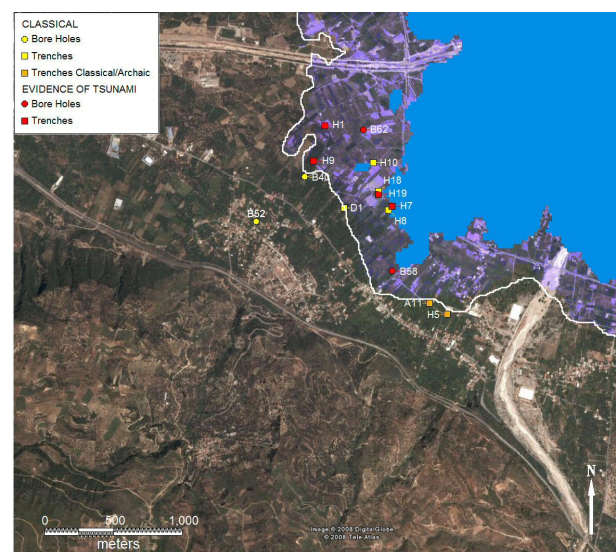 CLASSICAL
Bore Holes
Trenches
Trenches Classical/Archaic
EVIDENCE OF TSUNAMI
Bore Holes
Trenches
H1
B62
H9
H10
B40
H18
H19
D1
H7
H8
B52
B58
A11
H5
N
0 500 1,000
meters
Image © 2008 DigitalGlobe
© 2008 Tele Atlas